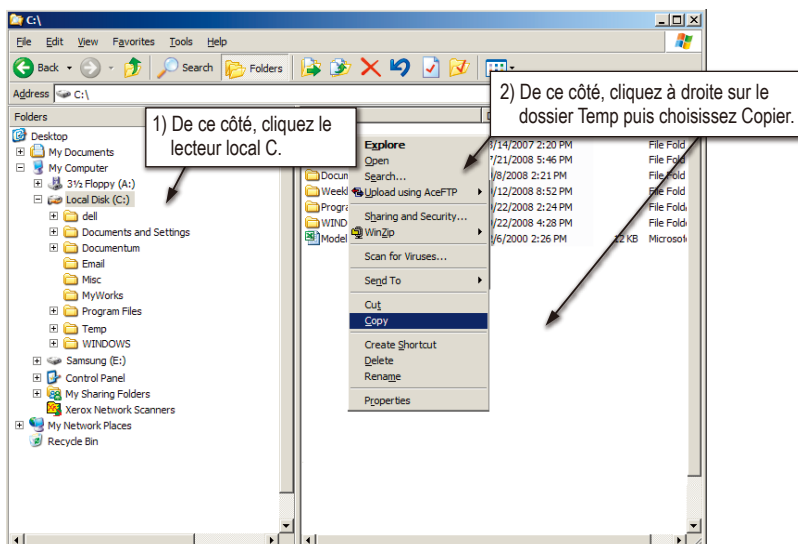 C:\
File Edit View Favorites Tools Help
Back Search Folders
Address C:\
Folders
1) De ce côté, cliquez le
lecteur local C.
2) De ce côté, cliquez à droite sur le
dossier Temp puis choisissez Copier.
Desktop
My Documents
My Computer
3½ Floppy (A:)
Local Disk (C:)
dell
Documents and Settings
Documentum
Email
Misc
MyWorks
Program Files
Temp
WINDOWS
Samsung (E:)
Control Panel
My Sharing Folders
Xerox Network Scanners
My Network Places
Recycle Bin
/14/2007 2:20 PM File Fold
/21/2008 5:46 PM File Fold
Docum /8/2008 2:21 PM File Fold
Weekl /12/2008 8:52 PM File Fold
Progra /22/2008 2:24 PM File Fold
WIND /22/2008 4:28 PM File Fold
Model /6/2000 2:26 PM 12 KB Microsoft
Explore
Open
Search...
Upload using AceFTP
Sharing and Security...
WinZip
Scan for Viruses...
Send To
Cut
Copy
Create Shortcut
Delete
Rename
Properties